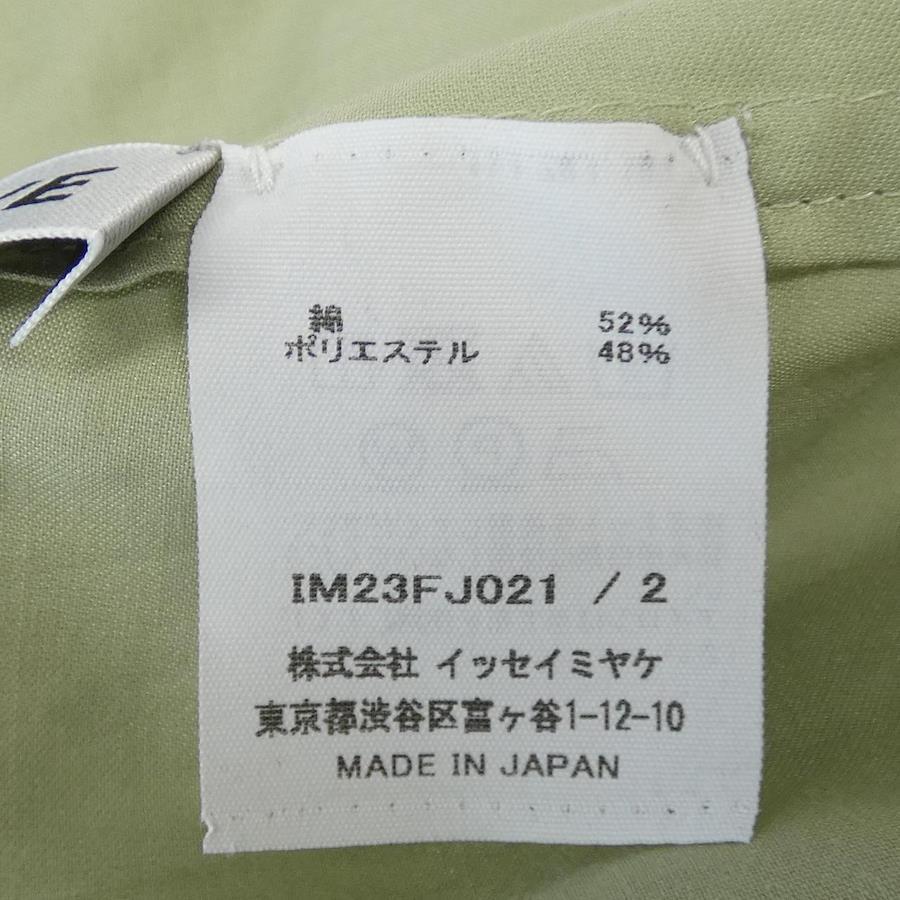 綿 52%
ポリエステル 48%
IM23FJ021 / 2
株式会社 イッセイミヤケ
東京都渋谷区富ヶ谷1-12-10
MADE IN JAPAN